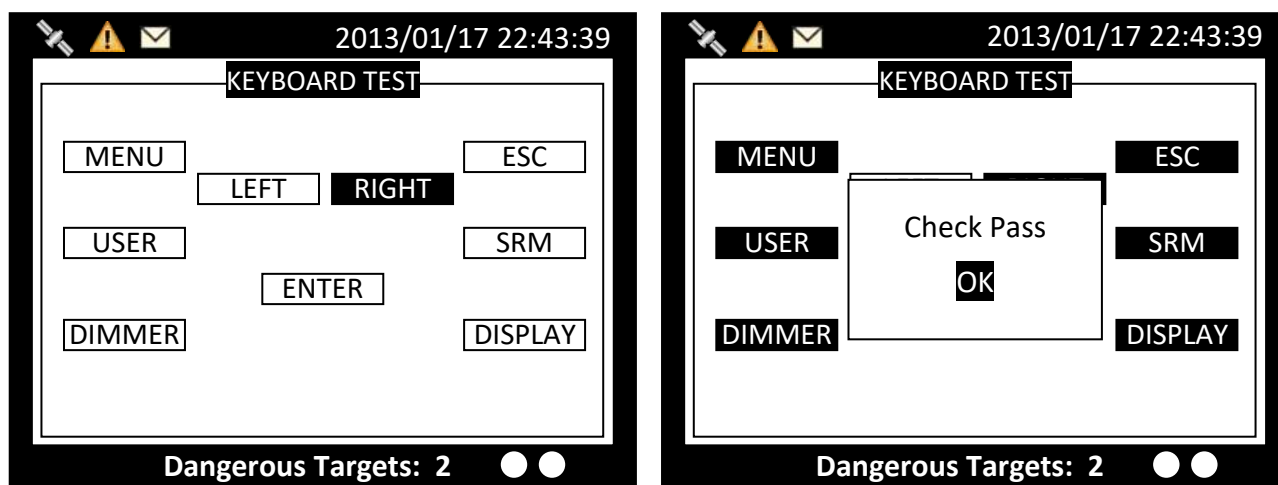 2013/01/17 22:43:39
KEYBOARD TEST
MENU
ESC
LEFT
RIGHT
USER
SRM
ENTER
DIMMER
DISPLAY
Dangerous Targets: 2
2013/01/17 22:43:39
KEYBOARD TEST
MENU
ESC
Check Pass
USER
SRM
OK
DIMMER
DISPLAY
Dangerous Targets: 2